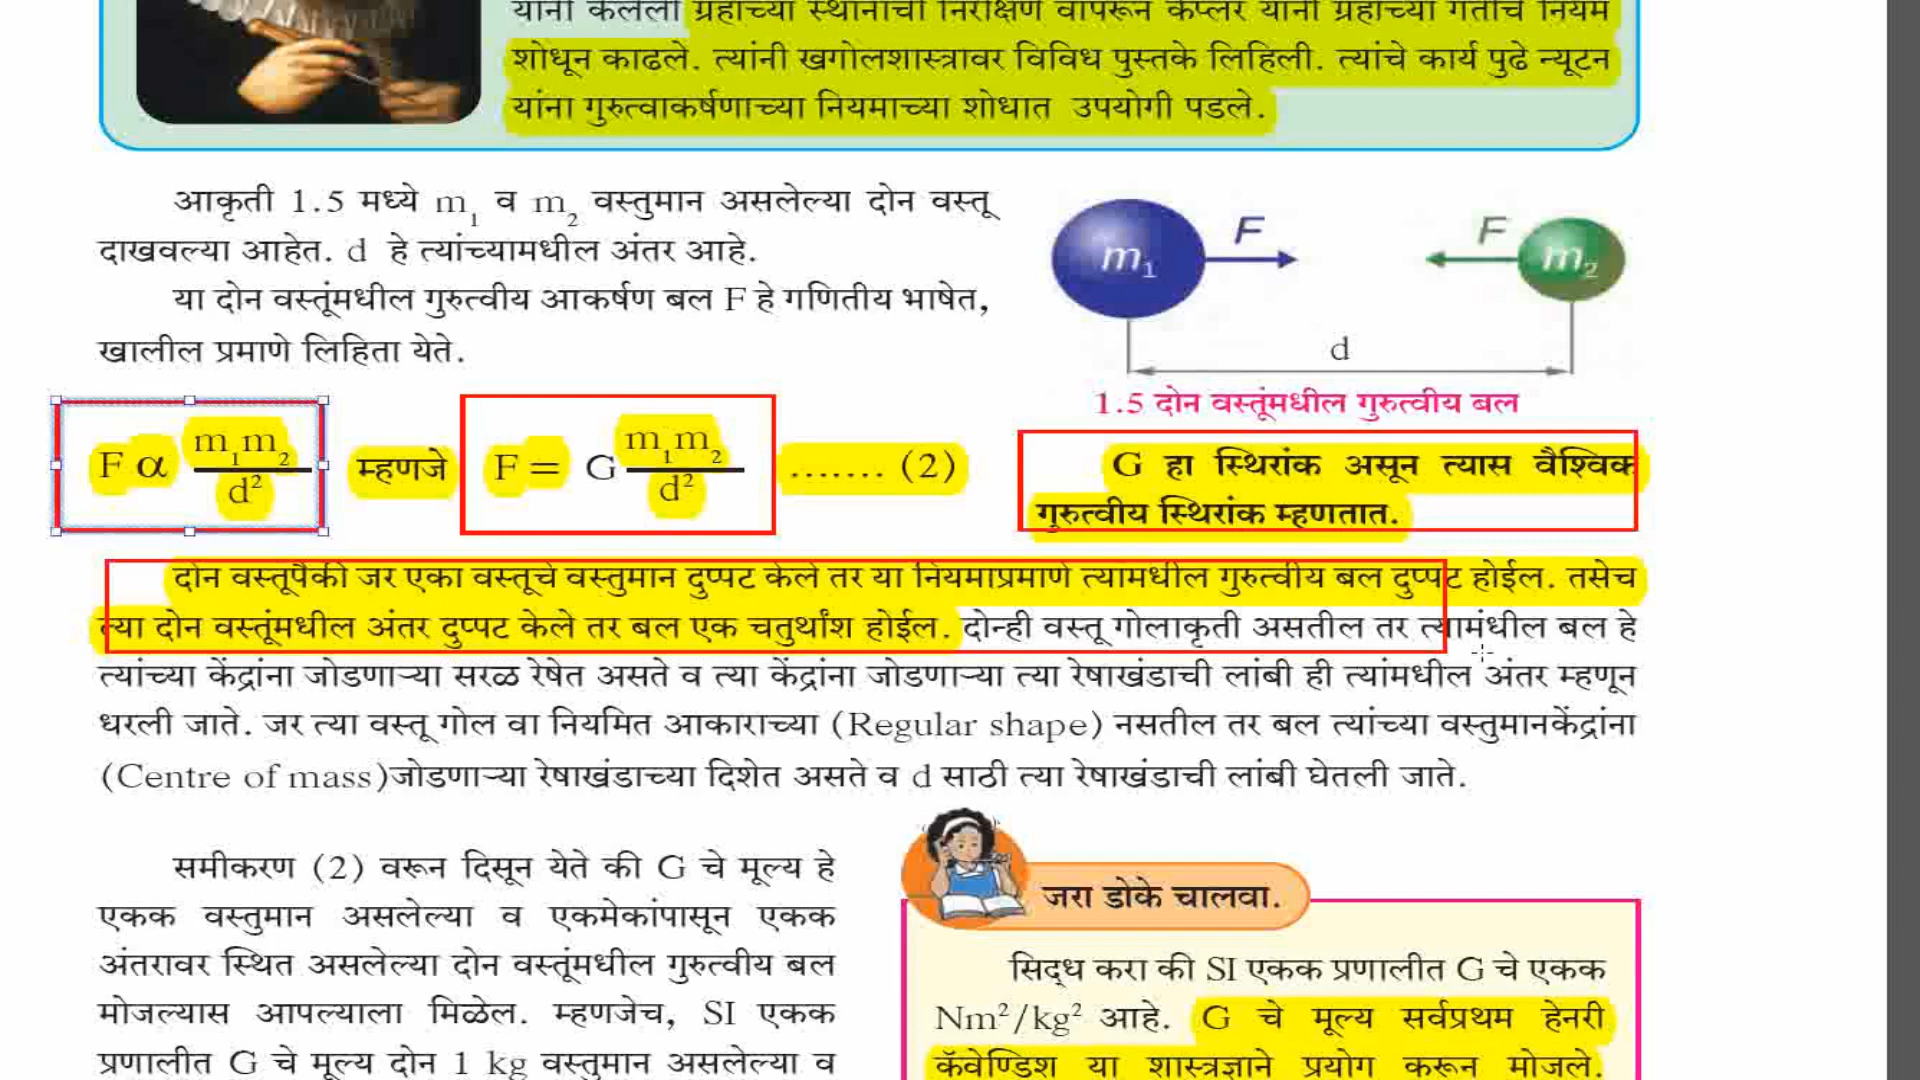 यांनी केलेली ग्रहांच्या स्थानांची निरीक्षणे वापरून केप्लर यांनी ग्रहांच्या गतीचे नियम
शोधून काढले. त्यांनी खगोलशास्त्रावर विविध पुस्तके लिहिली. त्यांचे कार्य पुढे न्यूटन
यांना गुरुत्वाकर्षणाच्या नियमाच्या शोधात उपयोगी पडले.
आकृती 1.5 मध्ये m₁ व m₂ वस्तुमान असलेल्या दोन वस्तू
दाखवल्या आहेत. d हे त्यांच्यामधील अंतर आहे.
या दोन वस्तूंमधील गुरुत्वीय आकर्षण बल F हे गणितीय भाषेत,
खालील प्रमाणे लिहिता येते.
m₁ F F m₂
d
1.5 दोन वस्तूंमधील गुरुत्वीय बल
F α m₁m₂/d² म्हणजे F = G m₁m₂/d² ....... (2)
G हा स्थिरांक असून त्यास वैश्विक
गुरुत्वीय स्थिरांक म्हणतात.
दोन वस्तूपैकी जर एका वस्तूचे वस्तुमान दुप्पट केले तर या नियमाप्रमाणे त्यामधील गुरुत्वीय बल दुप्पट होईल. तसेच
त्या दोन वस्तूंमधील अंतर दुप्पट केले तर बल एक चतुर्थांश होईल. दोन्ही वस्तू गोलाकृती असतील तर त्यामंधील बल हे
त्यांच्या केंद्रांना जोडणाऱ्या सरळ रेषेत असते व त्या केंद्रांना जोडणाऱ्या त्या रेषाखंडाची लांबी ही त्यांमधील अंतर म्हणून
धरली जाते. जर त्या वस्तू गोल वा नियमित आकाराच्या (Regular shape) नसतील तर बल त्यांच्या वस्तुमानकेंद्रांना
(Centre of mass)जोडणाऱ्या रेषाखंडाच्या दिशेत असते व d साठी त्या रेषाखंडाची लांबी घेतली जाते.
समीकरण (2) वरून दिसून येते की G चे मूल्य हे
एकक वस्तुमान असलेल्या व एकमेकांपासून एकक
अंतरावर स्थित असलेल्या दोन वस्तूंमधील गुरुत्वीय बल
मोजल्यास आपल्याला मिळेल. म्हणजेच, SI एकक
प्रणालीत G चे मूल्य दोन 1 kg वस्तुमान असलेल्या व
जरा डोके चालवा.
सिद्ध करा की SI एकक प्रणालीत G चे एकक
Nm²/kg² आहे. G चे मूल्य सर्वप्रथम हेनरी
कॅवेण्डिश या शास्त्रज्ञाने प्रयोग करून मोजले.